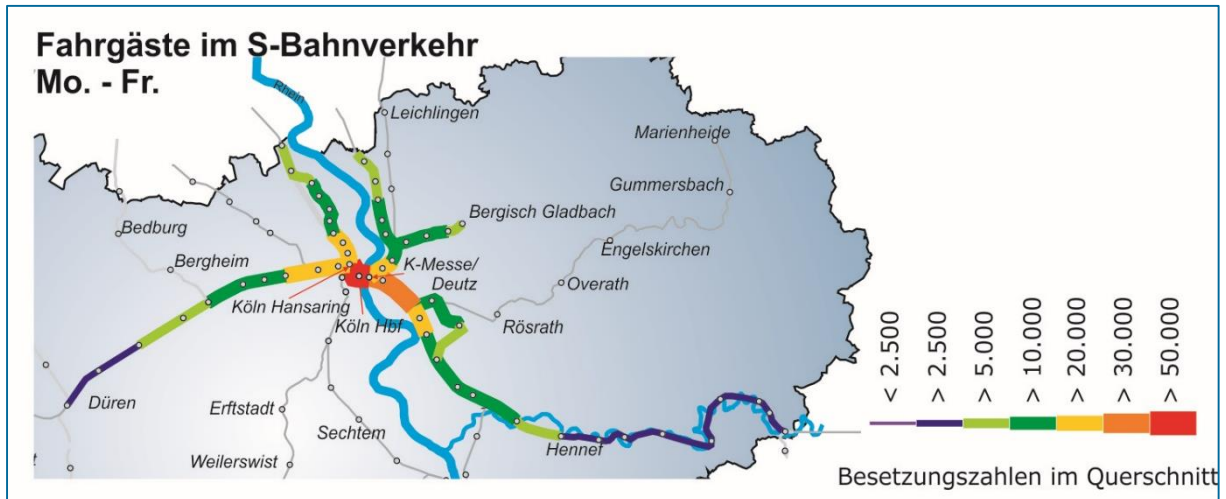 Fahrgäste im S-Bahnverkehr
Mo. - Fr.
Rhein
Leichlingen
Marienheide
Gummersbach
Bergisch Gladbach
Bedburg
Engelskirchen
Bergheim
K-Messe/
Deutz
Overath
Köln Hansaring
Köln Hbf
Rösrath
Düren
Erftstadt
Sechtem
Hennef
Weilerswist
< 2.500
> 2.500
> 5.000
> 10.000
> 20.000
> 30.000
> 50.000
Besetzungszahlen im Querschnitt